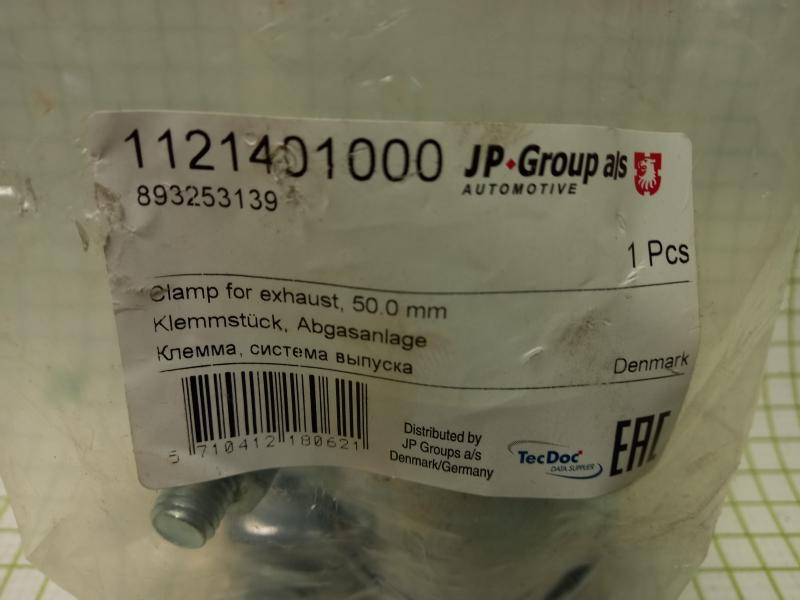 1121401000
JP Group a/s
AUTOMOTIVE
893253139
1 Pcs
Clamp for exhaust, 50.0 mm
Klemmstück, Abgasanlage
Клемма, система выпуска
Denmark
5 710412 180621
Distributed by
JP Groups a/s
Denmark/Germany
TecDoc
DATA SUPPLIER
EAC